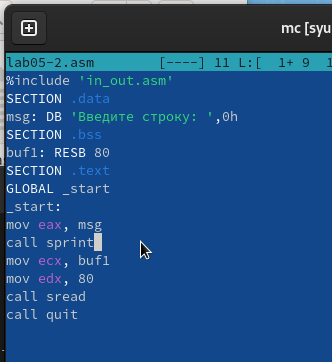 mc [syu
lab05-2.asm [----] 11 L:[ 1+ 9 1
%include 'in_out.asm'
SECTION .data
msg: DB 'Введите строку: ',0h
SECTION .bss
buf1: RESB 80
SECTION .text
GLOBAL _start
_start:
mov eax, msg
call sprint
mov ecx, buf1
mov edx, 80
call sread
call quit